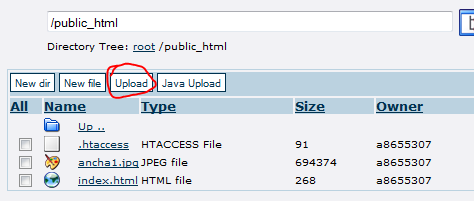 /public_html
Directory Tree: root /public_html
New dir New file Upload Java Upload
All Name Type Size Owner
Up ..
.htaccess HTACCESS File 91 a8655307
ancha1.jpg JPEG file 694374 a8655307
index.html HTML file 268 a8655307